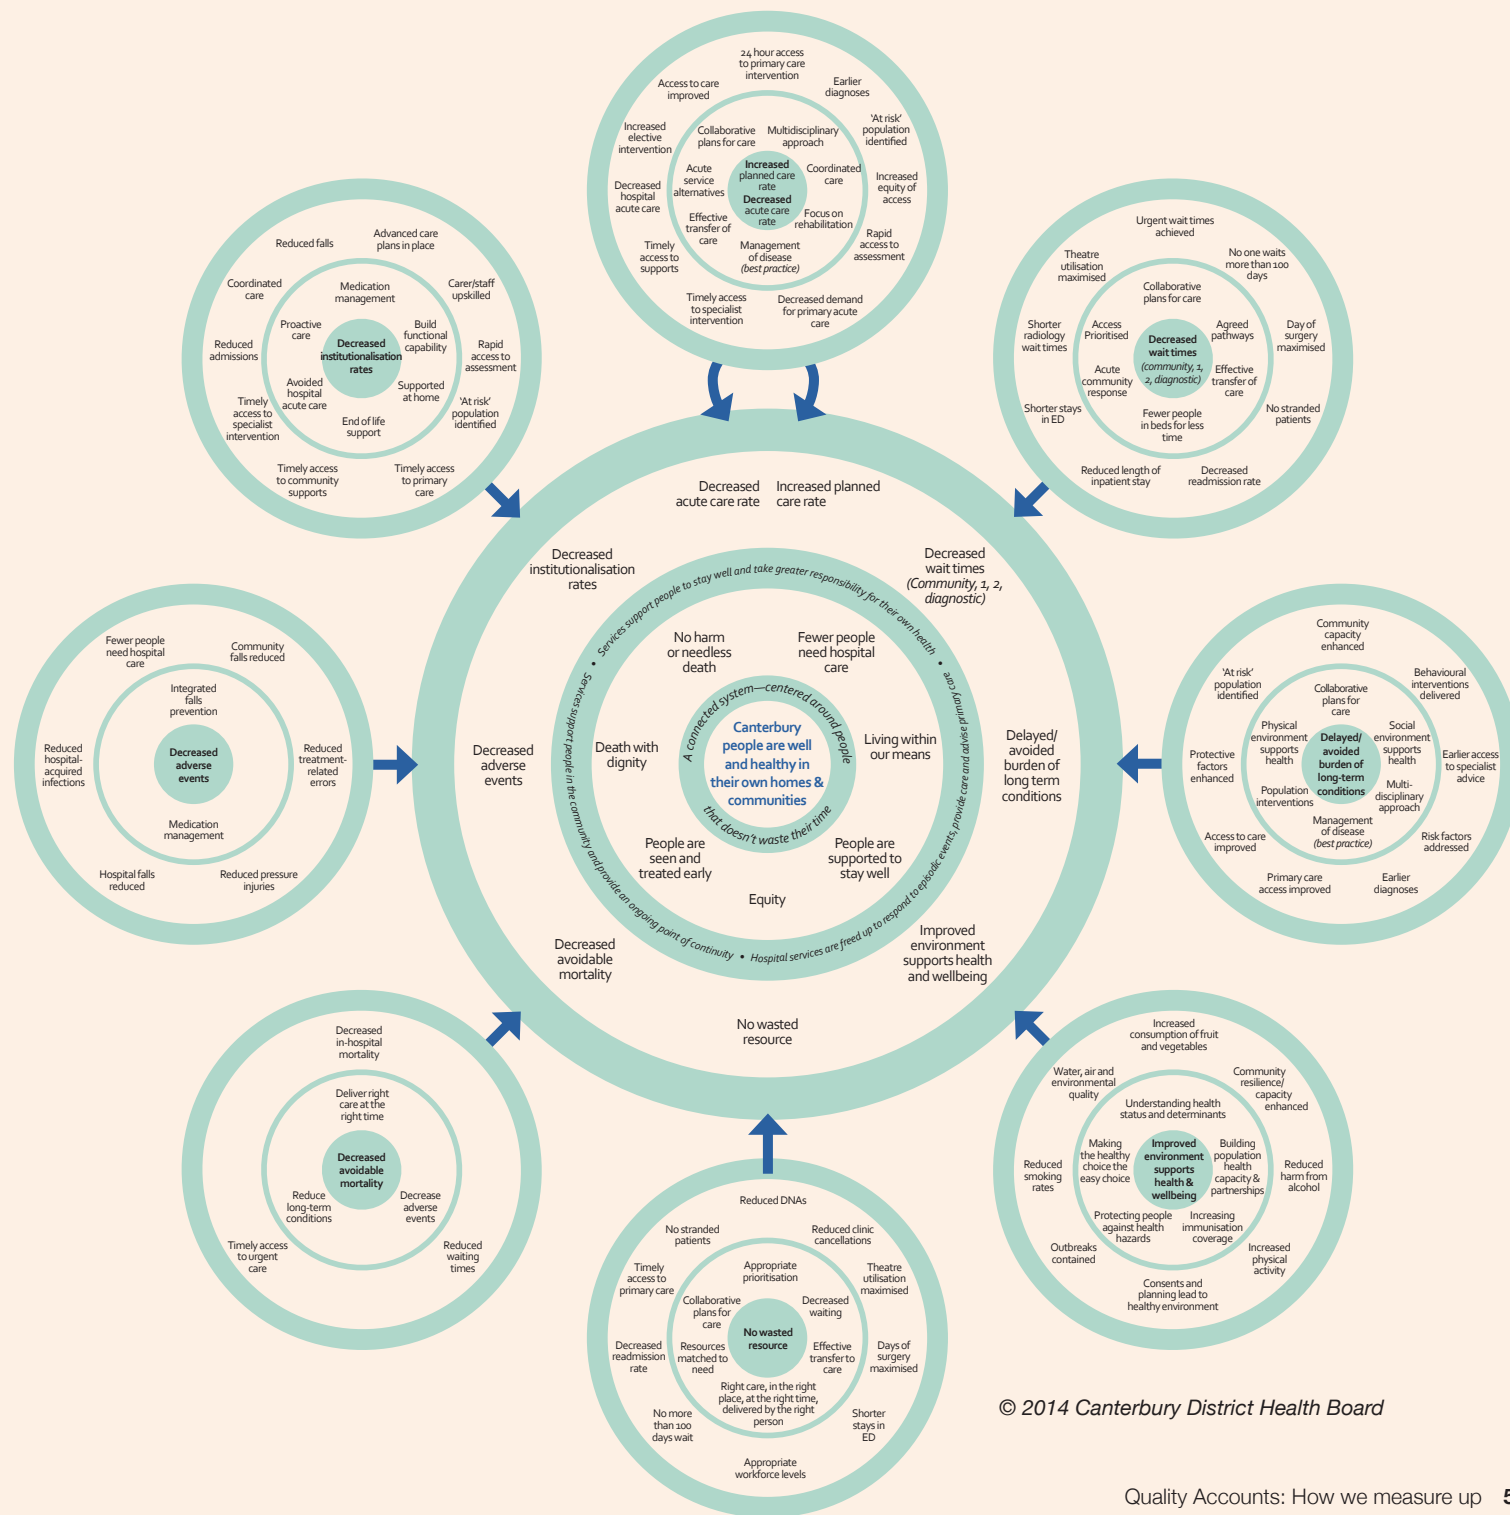 24 hour access
to primary care
intervention
Access to care
improved
Earlier
diagnoses
Increased
elective
intervention
'At risk'
population
identified
Decreased
hospital
acute care
Increased
equity of
access
Timely
access to
supports
Rapid
access to
assessment
Timely access
to specialist
intervention
Decreased demand
for primary acute
care
Collaborative
plans for care
Multidisciplinary
approach
Acute
service
alternatives
Coordinated
care
Effective
transfer of
care
Focus on
rehabilitation
Management
of disease
(best practice)
Increased
planned care
rate
Decreased
acute care
rate
Reduced falls
Advanced care
plans in place
Coordinated
care
Carer/staff
upskilled
Reduced
admissions
Rapid
access to
assessment
Timely
access to
specialist
intervention
'At risk'
population
identified
Timely access
to community
supports
Timely access
to primary
care
Medication
management
Proactive
care
Build
functional
capability
Avoided
hospital
acute care
Supported
at home
End of life
support
Decreased
institutionalisation
rates
Urgent wait times
achieved
Theatre
utilisation
maximised
No one waits
more than 100
days
Shorter
radiology
wait times
Day of
surgery
maximised
Shorter stays
in ED
No stranded
patients
Reduced length of
inpatient stay
Decreased
readmission rate
Collaborative
plans for care
Access
Prioritised
Agreed
pathways
Acute
community
response
Effective
transfer of
care
Fewer people
in beds for less
time
Decreased
wait times
(community, 1,
2, diagnostic)
Decreased
acute care rate
Increased planned
care rate
Decreased
institutionalisation
rates
Decreased
wait times
(Community, 1, 2,
diagnostic)
Decreased
adverse
events
Delayed/
avoided
burden of
long term
conditions
Decreased
avoidable
mortality
Improved
environment
supports health
and wellbeing
No wasted
resource
• Services support people to stay well and take greater responsibility for their own health
• Hospital services are freed up to respond to episodic events, provide care and advise primary care
• Services support people in the community and provide an ongoing point of continuity
No harm
or needless
death
Fewer people
need hospital
care
Death with
dignity
Living within
our means
People are
seen and
treated early
People are
supported to
stay well
Equity
A connected system—centered around people
that doesn't waste their time
Canterbury
people are well
and healthy in
their own homes &
communities
Fewer people
need hospital
care
Community
falls reduced
Reduced
hospital-
acquired
infections
Reduced
treatment-
related
errors
Hospital falls
reduced
Reduced pressure
injuries
Integrated
falls
prevention
Medication
management
Decreased
adverse
events
Community
capacity
enhanced
'At risk'
population
identified
Behavioural
interventions
delivered
Protective
factors
enhanced
Earlier access
to specialist
advice
Access to care
improved
Risk factors
addressed
Primary care
access improved
Earlier
diagnoses
Collaborative
plans for
care
Physical
environment
supports
health
Social
environment
supports
health
Population
interventions
Multi-
disciplinary
approach
Management
of disease
(best practice)
Delayed/
avoided
burden of
long-term
conditions
Decreased
in-hospital
mortality
Timely access
to urgent
care
Reduced
waiting
times
Deliver right
care at the
right time
Reduce
long-term
conditions
Decrease
adverse
events
Decreased
avoidable
mortality
Increased
consumption of fruit
and vegetables
Water, air and
environmental
quality
Community
resilience/
capacity
enhanced
Reduced
smoking
rates
Reduced
harm from
alcohol
Outbreaks
contained
Increased
physical
activity
Consents and
planning lead to
healthy environment
Understanding health
status and determinants
Making
the healthy
choice the
easy choice
Building
population
health
capacity &
partnerships
Protecting people
against health
hazards
Increasing
immunisation
coverage
Improved
environment
supports
health &
wellbeing
Reduced DNAs
No stranded
patients
Reduced clinic
cancellations
Timely
access to
primary care
Theatre
utilisation
maximised
Decreased
readmission
rate
Days of
surgery
maximised
No more
than 100
days wait
Shorter
stays in
ED
Appropriate
workforce levels
Appropriate
prioritisation
Collaborative
plans for
care
Decreased
waiting
Resources
matched to
need
Effective
transfer to
care
Right care, in the right
place, at the right time,
delivered by the right
person
No wasted
resource
© 2014 Canterbury District Health Board
Quality Accounts: How we measure up 5